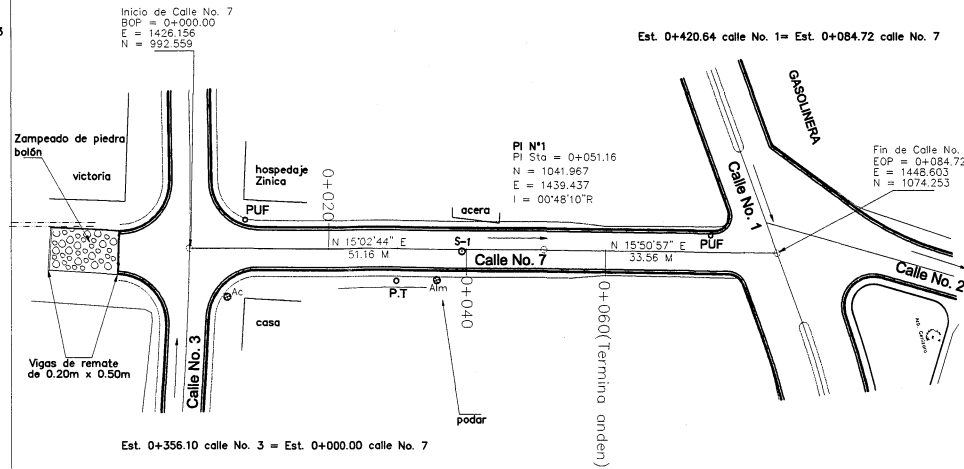 Inicio de Calle No. 7
BOP = 0+000.00
E = 1426.156
N = 992.559
3
Est. 0+420.64 calle No. 1= Est. 0+084.72 calle No. 7
GASOLINERA
Zampeado de piedra
bolón
victoria
hospedaje
Zinica
PUF
0+020
PI N°1
PI Sta = 0+051.16
N = 1041.967
E = 1439.437
I = 00°48'10"R
acera
Calle No. 1
Fin de Calle No.
EOP = 0+084.72
E = 1448.603
N = 1074.253
N 15°02'44" E
51.16 M
S-1
Calle No. 7
N 15°50'57" E
33.56 M
PUF
Calle No. 2
Ac
P.T
Alm
0+040
0+060(Termina anden)
casa
Vigas de remate
de 0.20m x 0.50m
Calle No. 3
podar
Est. 0+356.10 calle No. 3 = Est. 0+000.00 calle No. 7